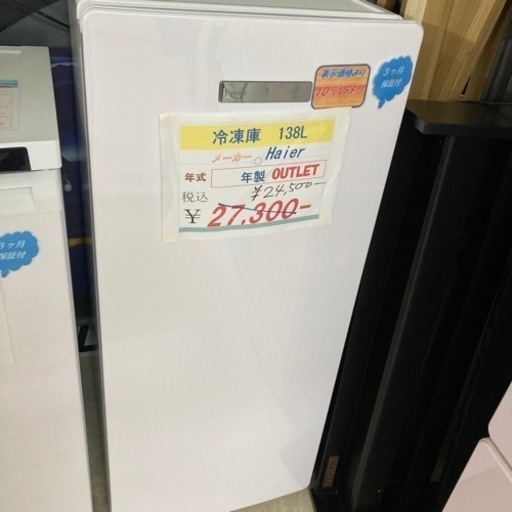 表示価格より
10%OFF!!
3ヶ月
保証付
冷凍庫 138L
メーカー Haier
年式 年製 OUTLET
税込 ¥24,500-
¥ 27,300-
3ヶ月
保証付